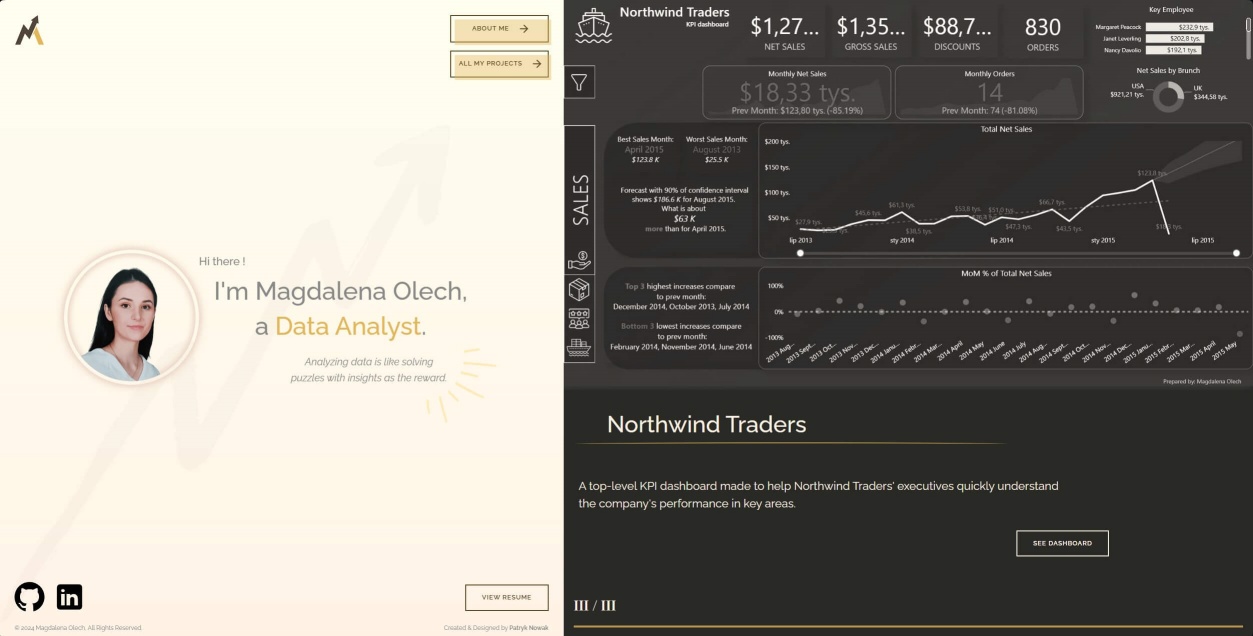 ABOUT ME
ALL MY PROJECTS
Hi there !
I'm Magdalena Olech,
a Data Analyst.
Analyzing data is like solving
puzzles with insights as the reward.
VIEW RESUME
© 2024 Magdalena Olech. All Rights Reserved.
Created & Designed by Patryk Nowak
Northwind Traders
KPI dashboard
$1,27...
NET SALES
$1,35...
GROSS SALES
$88,7...
DISCOUNTS
830
ORDERS
Key Employee
Margaret Peacock $232,9 tys.
Janet Leverling $202,8 tys.
Nancy Davolio $192,1 tys.
Monthly Net Sales
$18,33 tys.
Prev Month: $123,80 tys. (-85.19%)
Monthly Orders
14
Prev Month: 74 (-81.08%)
Net Sales by Brunch
USA
$921,21 tys.
UK
$344,58 tys.
SALES
Best Sales Month:
April 2015
$123.8 K
Worst Sales Month:
August 2013
$25.5 K
Forecast with 90% of confidence interval
shows $186.6 K for August 2015.
What is about
$63 K
more than for April 2015.
Total Net Sales
$200 tys.
$150 tys.
$100 tys.
$50 tys.
$27,9 tys.
$45,6 tys.
$61,3 tys.
$38,5 tys.
$53,8 tys.
$51,0 tys.
$47,3 tys.
$66,7 tys.
$43,5 tys.
$123,8 tys.
lip 2013
sty 2014
lip 2014
sty 2015
lip 2015
Top 3 highest increases compare
to prev month:
December 2014, October 2013, July 2014
Bottom 3 lowest increases compare
to prev month:
February 2014, November 2014, June 2014
MoM % of Total Net Sales
100%
0%
-100%
2013 Aug...
2013 Sept...
2013 Oct...
2013 Nov...
2013 Dec...
2014 Janu...
2014 Febr...
2014 Mar...
2014 April
2014 May
2014 June
2014 July
2014 Aug...
2014 Sept...
2014 Oct...
2014 Nov...
2014 Dec...
2015 Janu...
2015 Febr...
2015 Mar...
2015 April
2015 May
Prepared by: Magdalena Olech
Northwind Traders
A top-level KPI dashboard made to help Northwind Traders' executives quickly understand
the company's performance in key areas.
SEE DASHBOARD
III / III